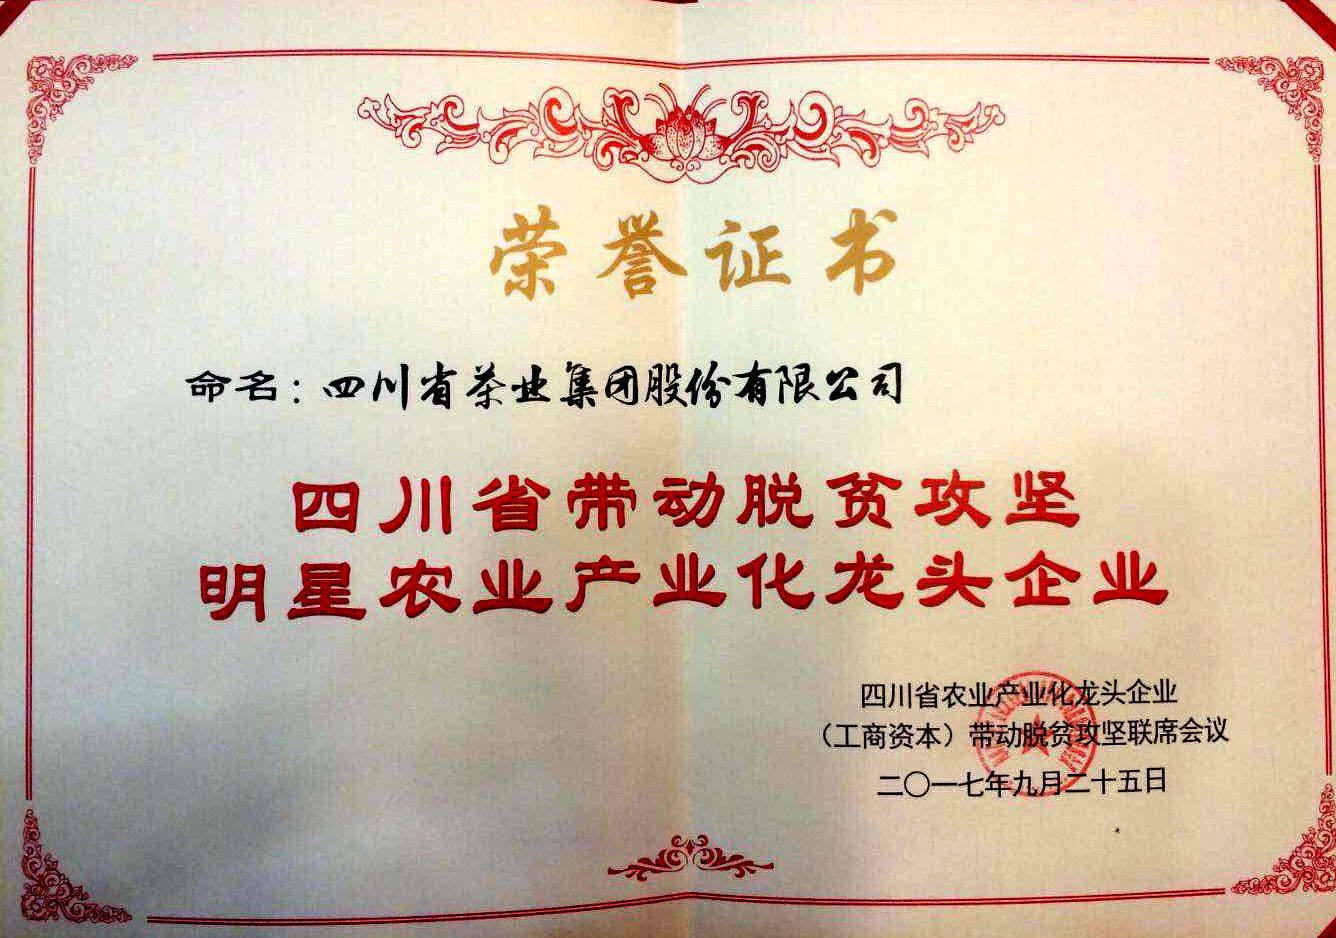 荣誉证书
命名：四川省茶业集团股份有限公司
四川省带动脱贫攻坚
明星农业产业化龙头企业
四川省农业产业化龙头企业
（工商资本）带动脱贫攻坚联席会议
二〇一七年九月二十五日